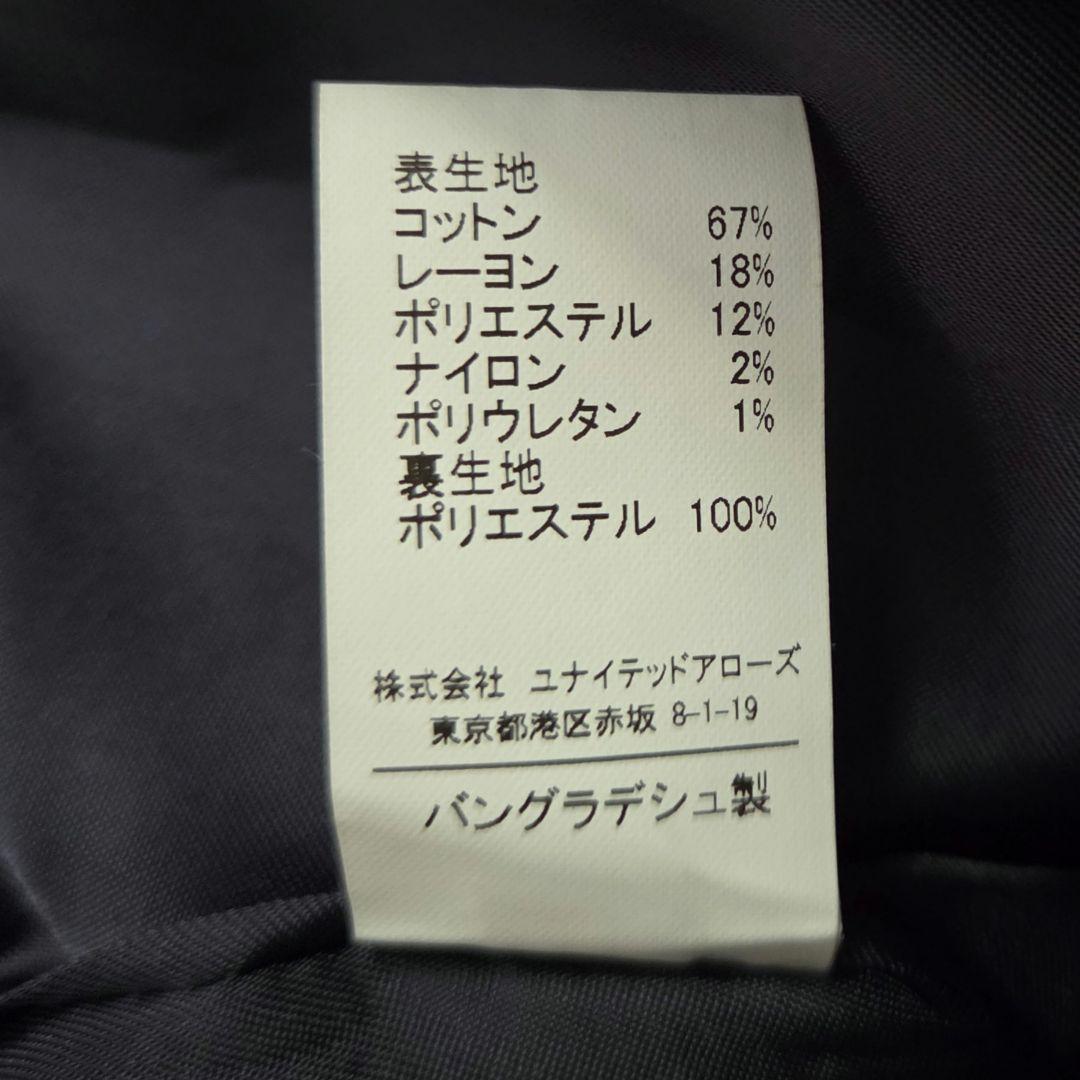 表生地
コットン 67%
レーヨン 18%
ポリエステル 12%
ナイロン 2%
ポリウレタン 1%
裏生地
ポリエステル 100%
株式会社 ユナイテッドアローズ
東京都港区赤坂 8-1-19
バングラデシュ製